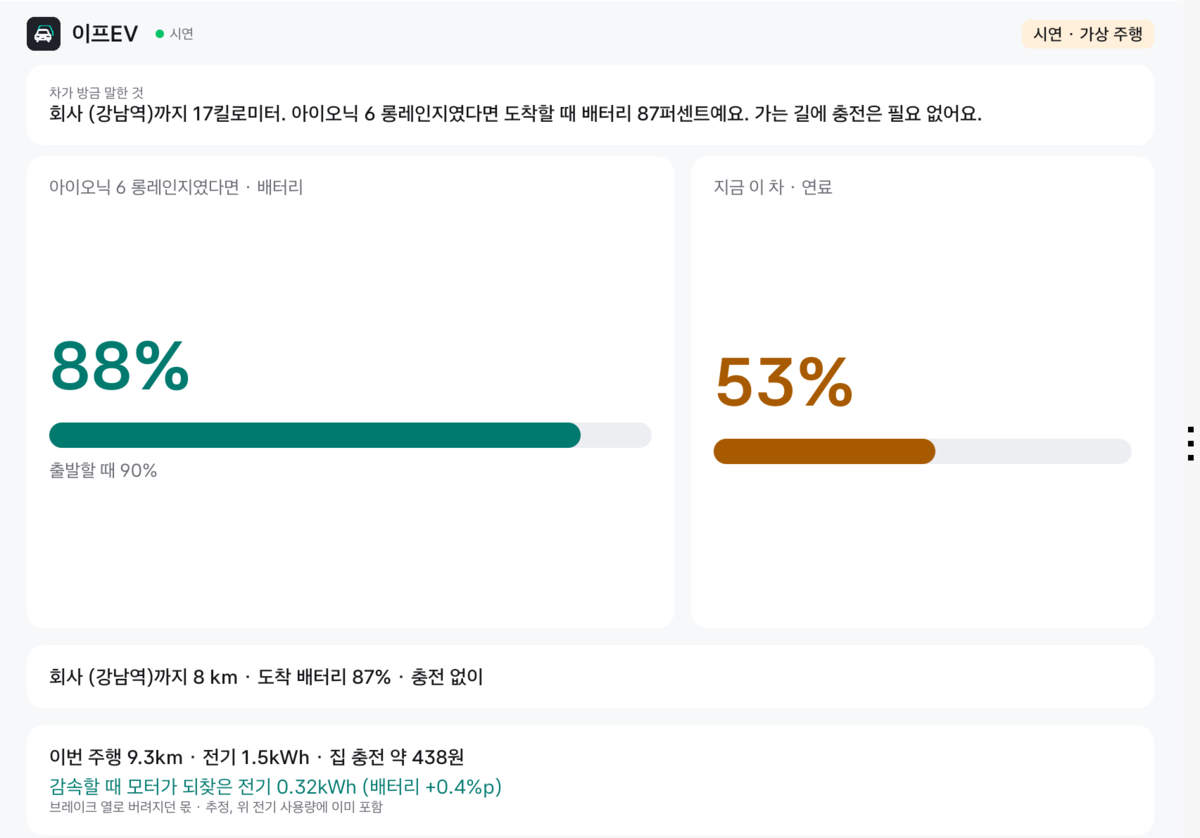 이프EV
시연
시연 · 가상 주행
차가 방금 말한 것
회사 (강남역)까지 17킬로미터. 아이오닉 6 롱레인지였다면 도착할 때 배터리 87퍼센트예요. 가는 길에 충전은 필요 없어요.
아이오닉 6 롱레인지였다면 · 배터리
88%
출발할 때 90%
지금 이 차 · 연료
53%
회사 (강남역)까지 8 km · 도착 배터리 87% · 충전 없이
이번 주행 9.3km · 전기 1.5kWh · 집 충전 약 438원
감속할 때 모터가 되찾은 전기 0.32kWh (배터리 +0.4%p)
브레이크 열로 버려지던 몫 · 추정, 위 전기 사용량에 이미 포함